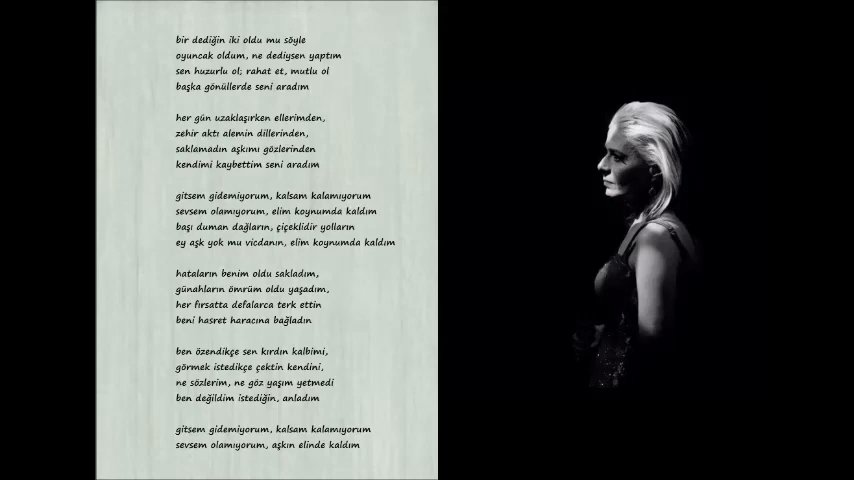 bir dediğin iki oldu mu söyle
oyuncak oldum, ne dediysen yaptım
sen huzurlu ol; rahat et, mutlu ol
başka gönüllerde seni aradım
her gün uzaklaşırken ellerimden,
zehir aktı alemin dillerinden,
saklamadın aşkımı gözlerinden
kendimi kaybettim seni aradım
gitsem gidemiyorum, kalsam kalamıyorum
sevsem olamıyorum, elim koynumda kaldım
başı duman dağların, çiçeklidir yolların
ey aşk yok mu vicdanın, elim koynumda kaldım
hataların benim oldu sakladım,
günahların ömrüm oldu yaşadım,
her fırsatta defalarca terk ettin
beni hasret haracına bağladın
ben özendikçe sen kırdın kalbimi,
görmek istedikçe çektin kendini,
ne sözlerim, ne göz yaşım yetmedi
ben değildim istediğin, anladım
gitsem gidemiyorum, kalsam kalamıyorum
sevsem olamıyorum, aşkın elinde kaldım